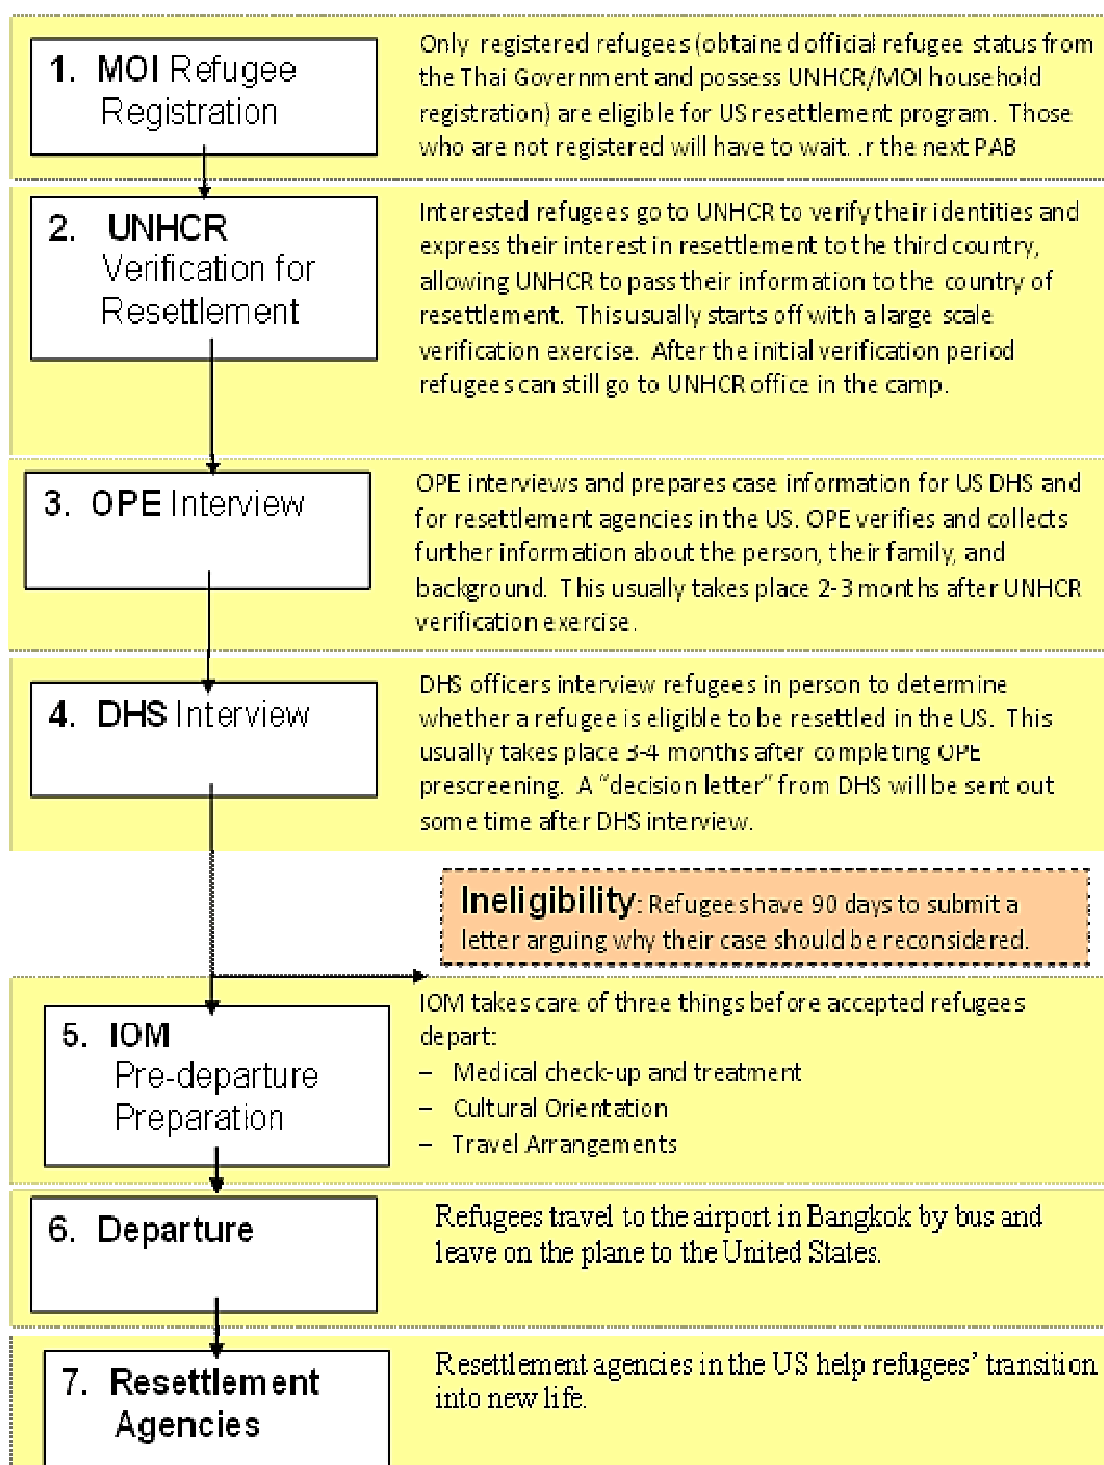 1. MOI Refugee
Registration
Only registered refugees (obtained official refugee status from
the Thai Government and possess UNHCR/MOI household
registration) are eligible for US resettlement program. Those
who are not registered will have to wait. .r the next PAB
2. UNHCR
Verification for
Resettlement
Interested refugees go to UNHCR to verify their identities and
express their interest in resettlement to the third country,
allowing UNHCR to pass their information to the country of
resettlement. This usually starts off with a large scale
verification exercise. After the initial verification period
refugees can still go to UNHCR office in the camp.
3. OPE Interview
OPE interviews and prepares case information for US DHS and
for resettlement agencies in the US. OPE verifies and collects
further information about the person, their family, and
background. This usually takes place 2-3 months after UNHCR
verification exercise.
4. DHS Interview
DHS officers interview refugees in person to determine
whether a refugee is eligible to be resettled in the US. This
usually takes place 3-4 months after completing OPE
prescreening. A “decision letter” from DHS will be sent out
some time after DHS interview.
Ineligibility: Refugees have 90 days to submit a
letter arguing why their case should be reconsidered.
5. IOM
Pre-departure
Preparation
IOM takes care of three things before accepted refugees
depart:
– Medical check-up and treatment
– Cultural Orientation
– Travel Arrangements
6. Departure
Refugees travel to the airport in Bangkok by bus and
leave on the plane to the United States.
7. Resettlement
Agencies
Resettlement agencies in the US help refugees’ transition
into new life.